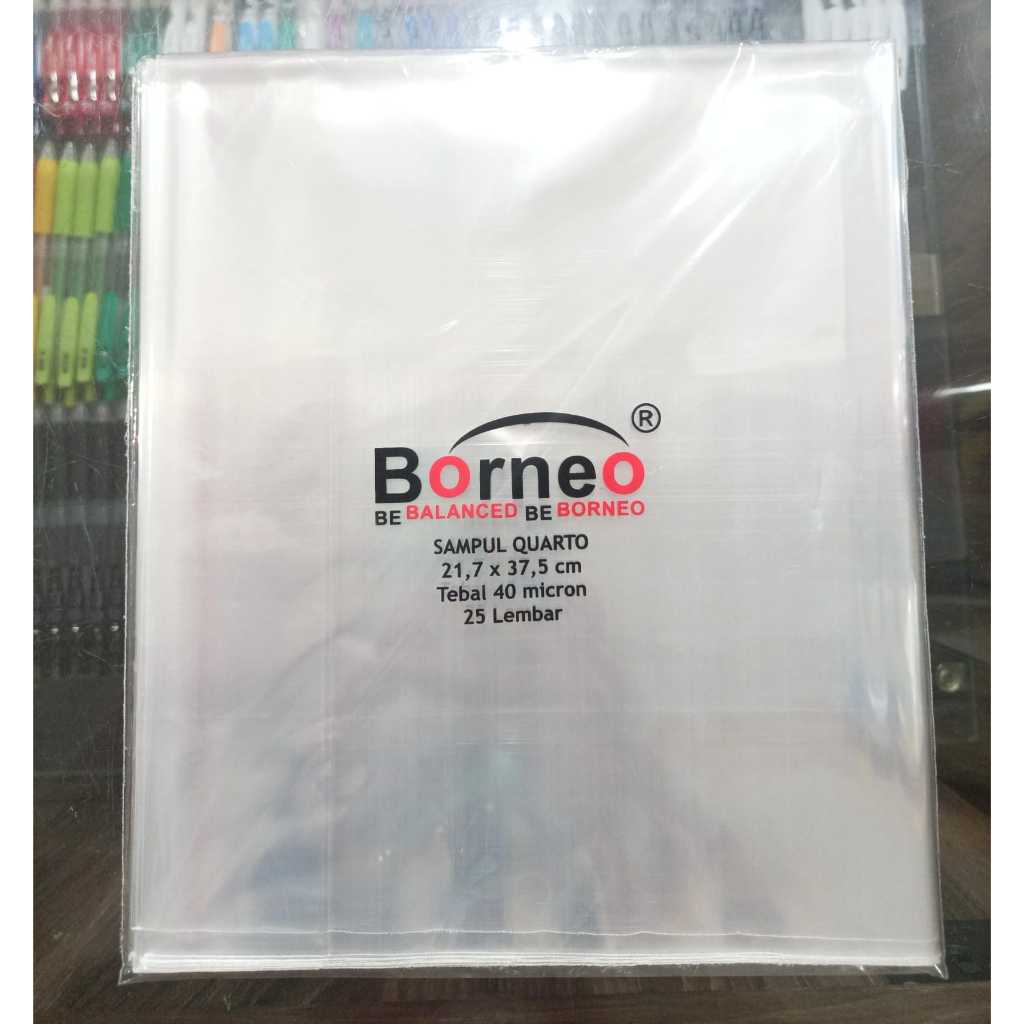 Borneo ®
BE BALANCED BE BORNEO
SAMPUL QUARTO
21,7 x 37,5 cm
Tebal 40 micron
25 Lembar